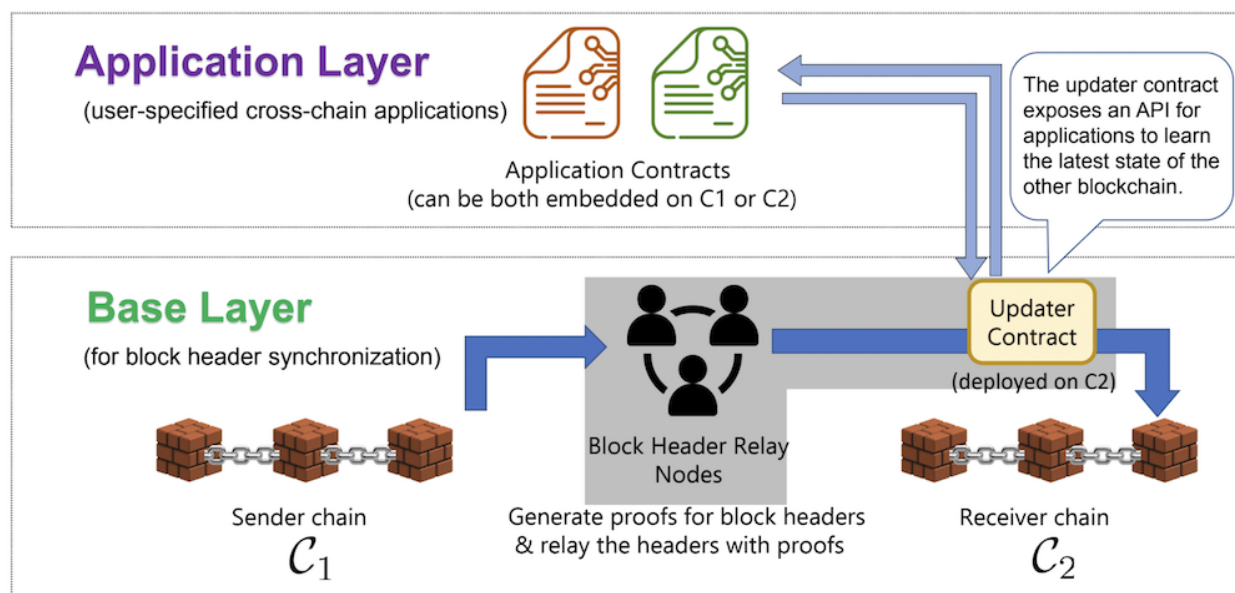 Application Layer
(user-specified cross-chain applications)
Application Contracts
(can be both embedded on C1 or C2)
The updater contract
exposes an API for
applications to learn
the latest state of the
other blockchain.
Base Layer
(for block header synchronization)
Updater
Contract
(deployed on C2)
Block Header Relay
Nodes
Generate proofs for block headers
& relay the headers with proofs
Sender chain
C₁
Receiver chain
C₂